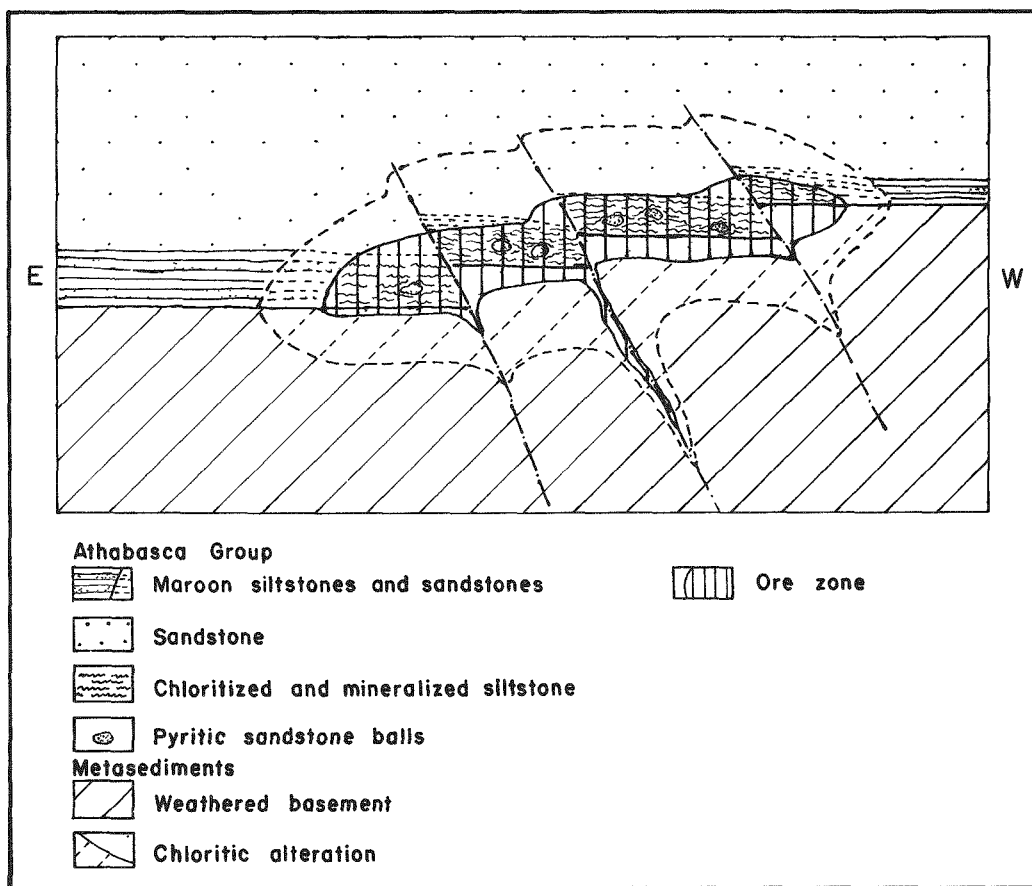 E
W
Athabasca Group
Maroon siltstones and sandstones
Ore zone
Sandstone
Chloritized and mineralized siltstone
Pyritic sandstone balls
Metasediments
Weathered basement
Chloritic alteration